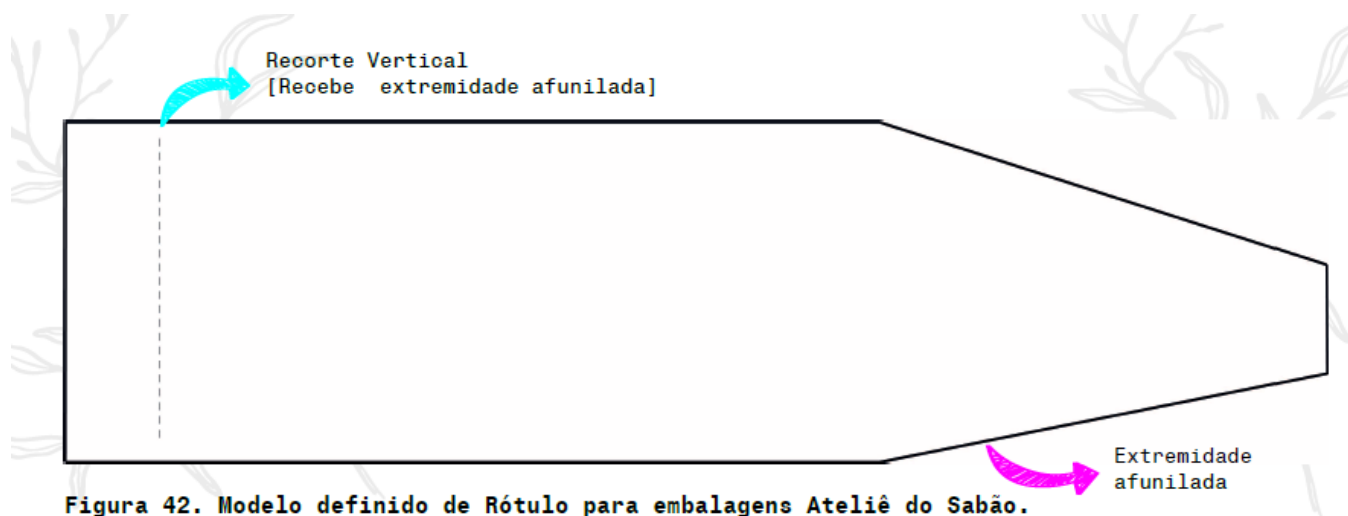 Recorte Vertical
[Recebe extremidade afunilada]
Extremidade
afunilada
Figura 42. Modelo definido de Rótulo para embalagens Ateliê do Sabão.